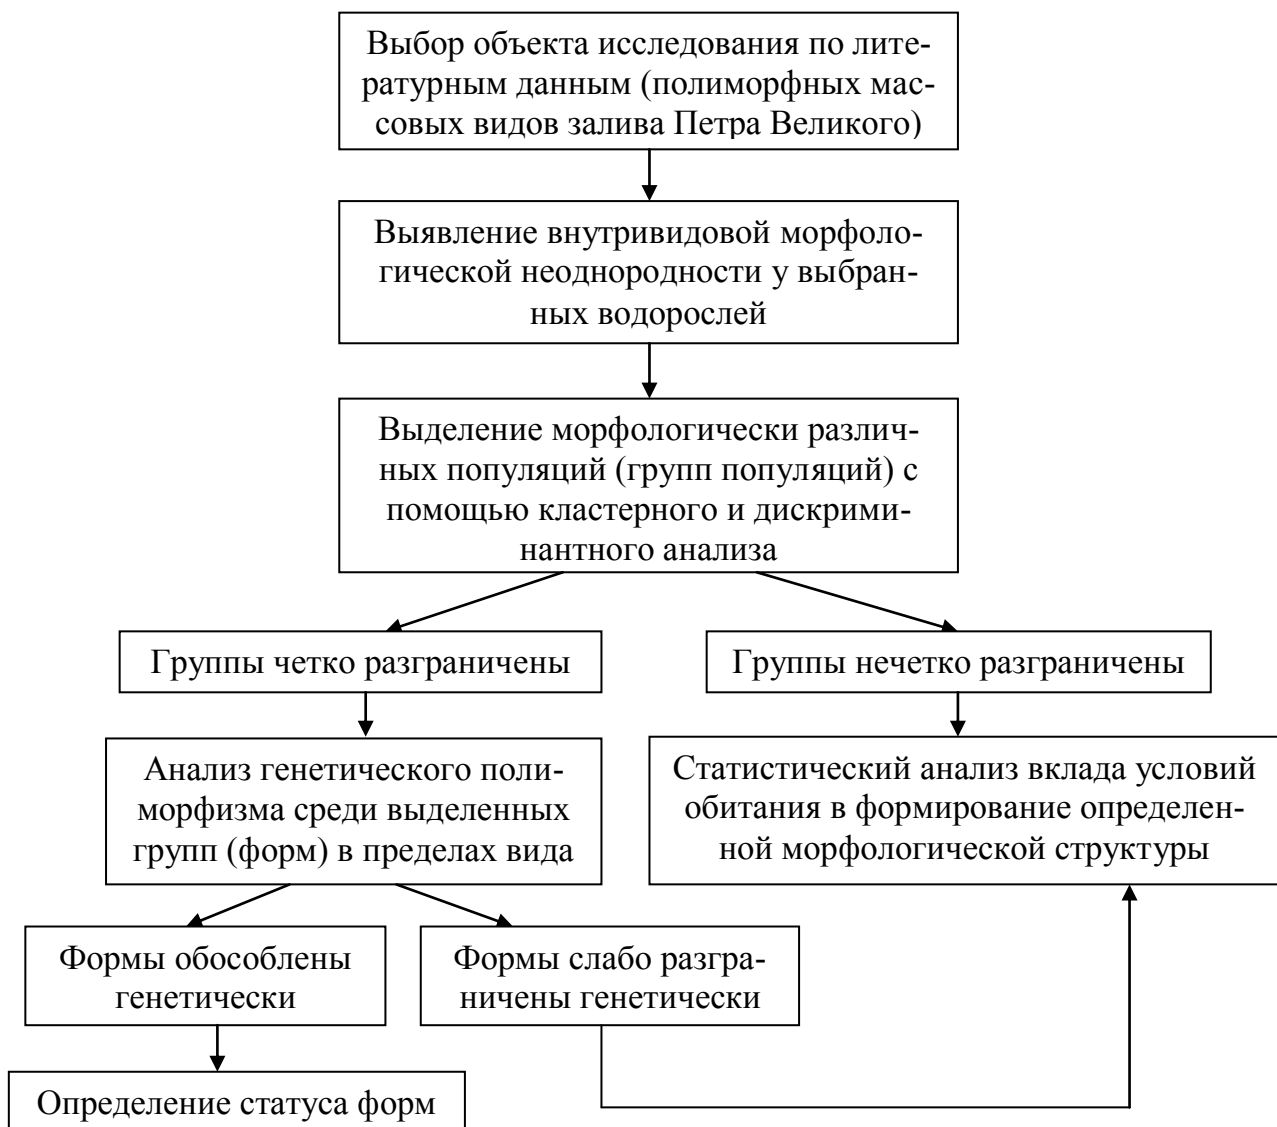 Выбор объекта исследования по лите-
ратурным данным (полиморфных мас-
совых видов залива Петра Великого)
Выявление внутривидовой морфоло-
гической неоднородности у выбран-
ных водорослей
Выделение морфологически различ-
ных популяций (групп популяций) с
помощью кластерного и дискрими-
нантного анализа
Группы четко разграничены
Группы нечетко разграничены
Анализ генетического поли-
морфизма среди выделенных
групп (форм) в пределах вида
Статистический анализ вклада условий
обитания в формирование определен-
ной морфологической структуры
Формы обособлены
генетически
Формы слабо разгра-
ничены генетически
Определение статуса форм